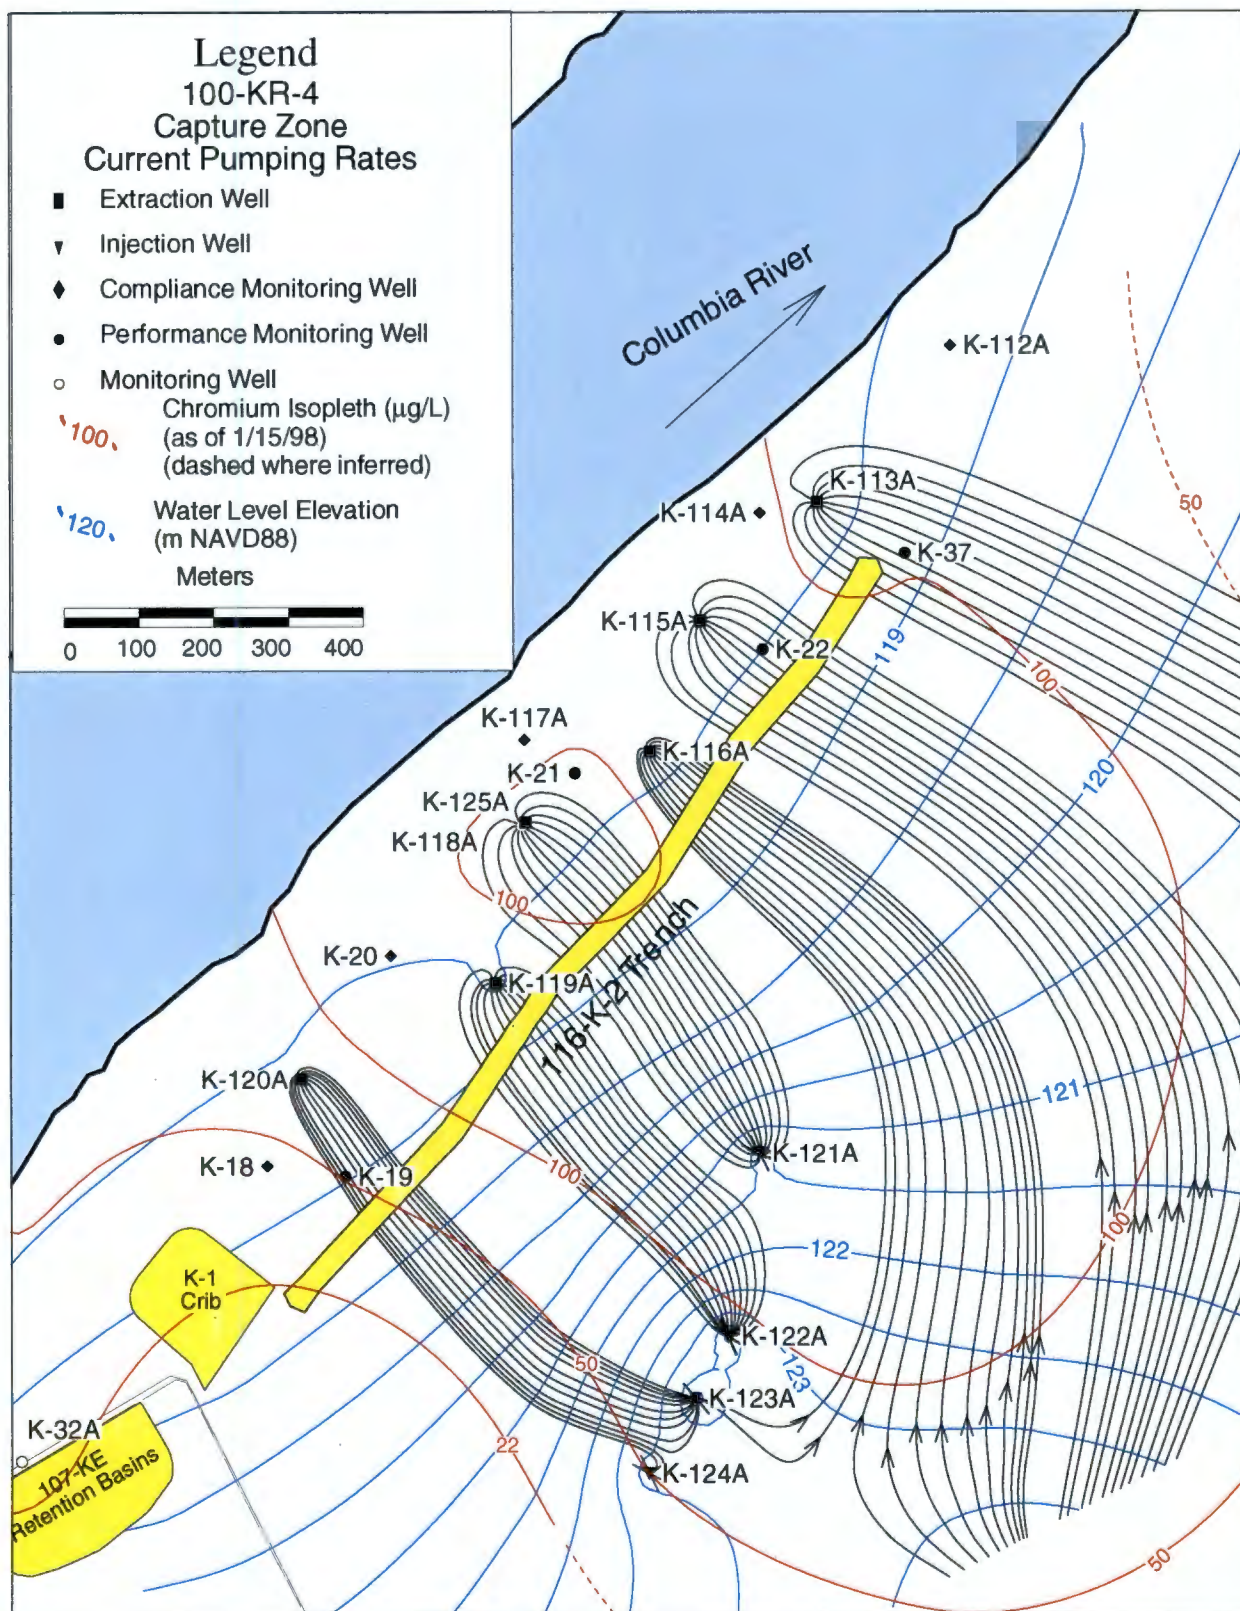 Legend
100-KR-4
Capture Zone
Current Pumping Rates
Extraction Well
Injection Well
Compliance Monitoring Well
Performance Monitoring Well
Monitoring Well
100
Chromium Isopleth (µg/L)
(as of 1/15/98)
(dashed where inferred)
120
Water Level Elevation
(m NAVD88)
Meters
0 100 200 300 400
Columbia River
K-112A
K-113A
50
K-114A
K-37
K-115A
K-22
119
100
K-117A
K-116A
K-21
120
K-125A
K-118A
100
116-K-2 Trench
K-20
K-119A
K-120A
121
K-121A
K-18
K-19
100
100
122
K-1
Crib
K-122A
50
123
K-123A
K-32A
22
K-124A
107-KE
Retention Basins
50